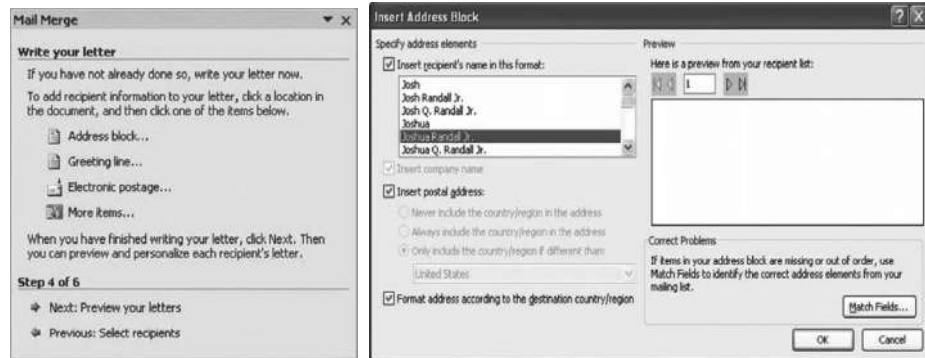 Mail Merge
Write your letter
If you have not already done so, write your letter now.
To add recipient information to your letter, click a location in
the document, and then click one of the items below.
Address block...
Greeting line...
Electronic postage...
More items...
When you have finished writing your letter, click Next. Then
you can preview and personalize each recipient's letter.
Step 4 of 6
Next: Preview your letters
Previous: Select recipients
Insert Address Block
Specify address elements
Insert recipient's name in this format:
Josh
Josh Randall Jr.
Josh Q. Randall Jr.
Joshua
Joshua Randall Jr.
Joshua Q. Randall Jr.
Insert company name
Insert postal address:
Never include the country/region in the address
Always include the country/region in the address
Only include the country/region if different than:
United States
Format address according to the destination country/region
Preview
Here is a preview from your recipient list:
1
Correct Problems
If items in your address block are missing or out of order, use
Match Fields to identify the correct address elements from your
mailing list.
Match Fields...
OK
Cancel